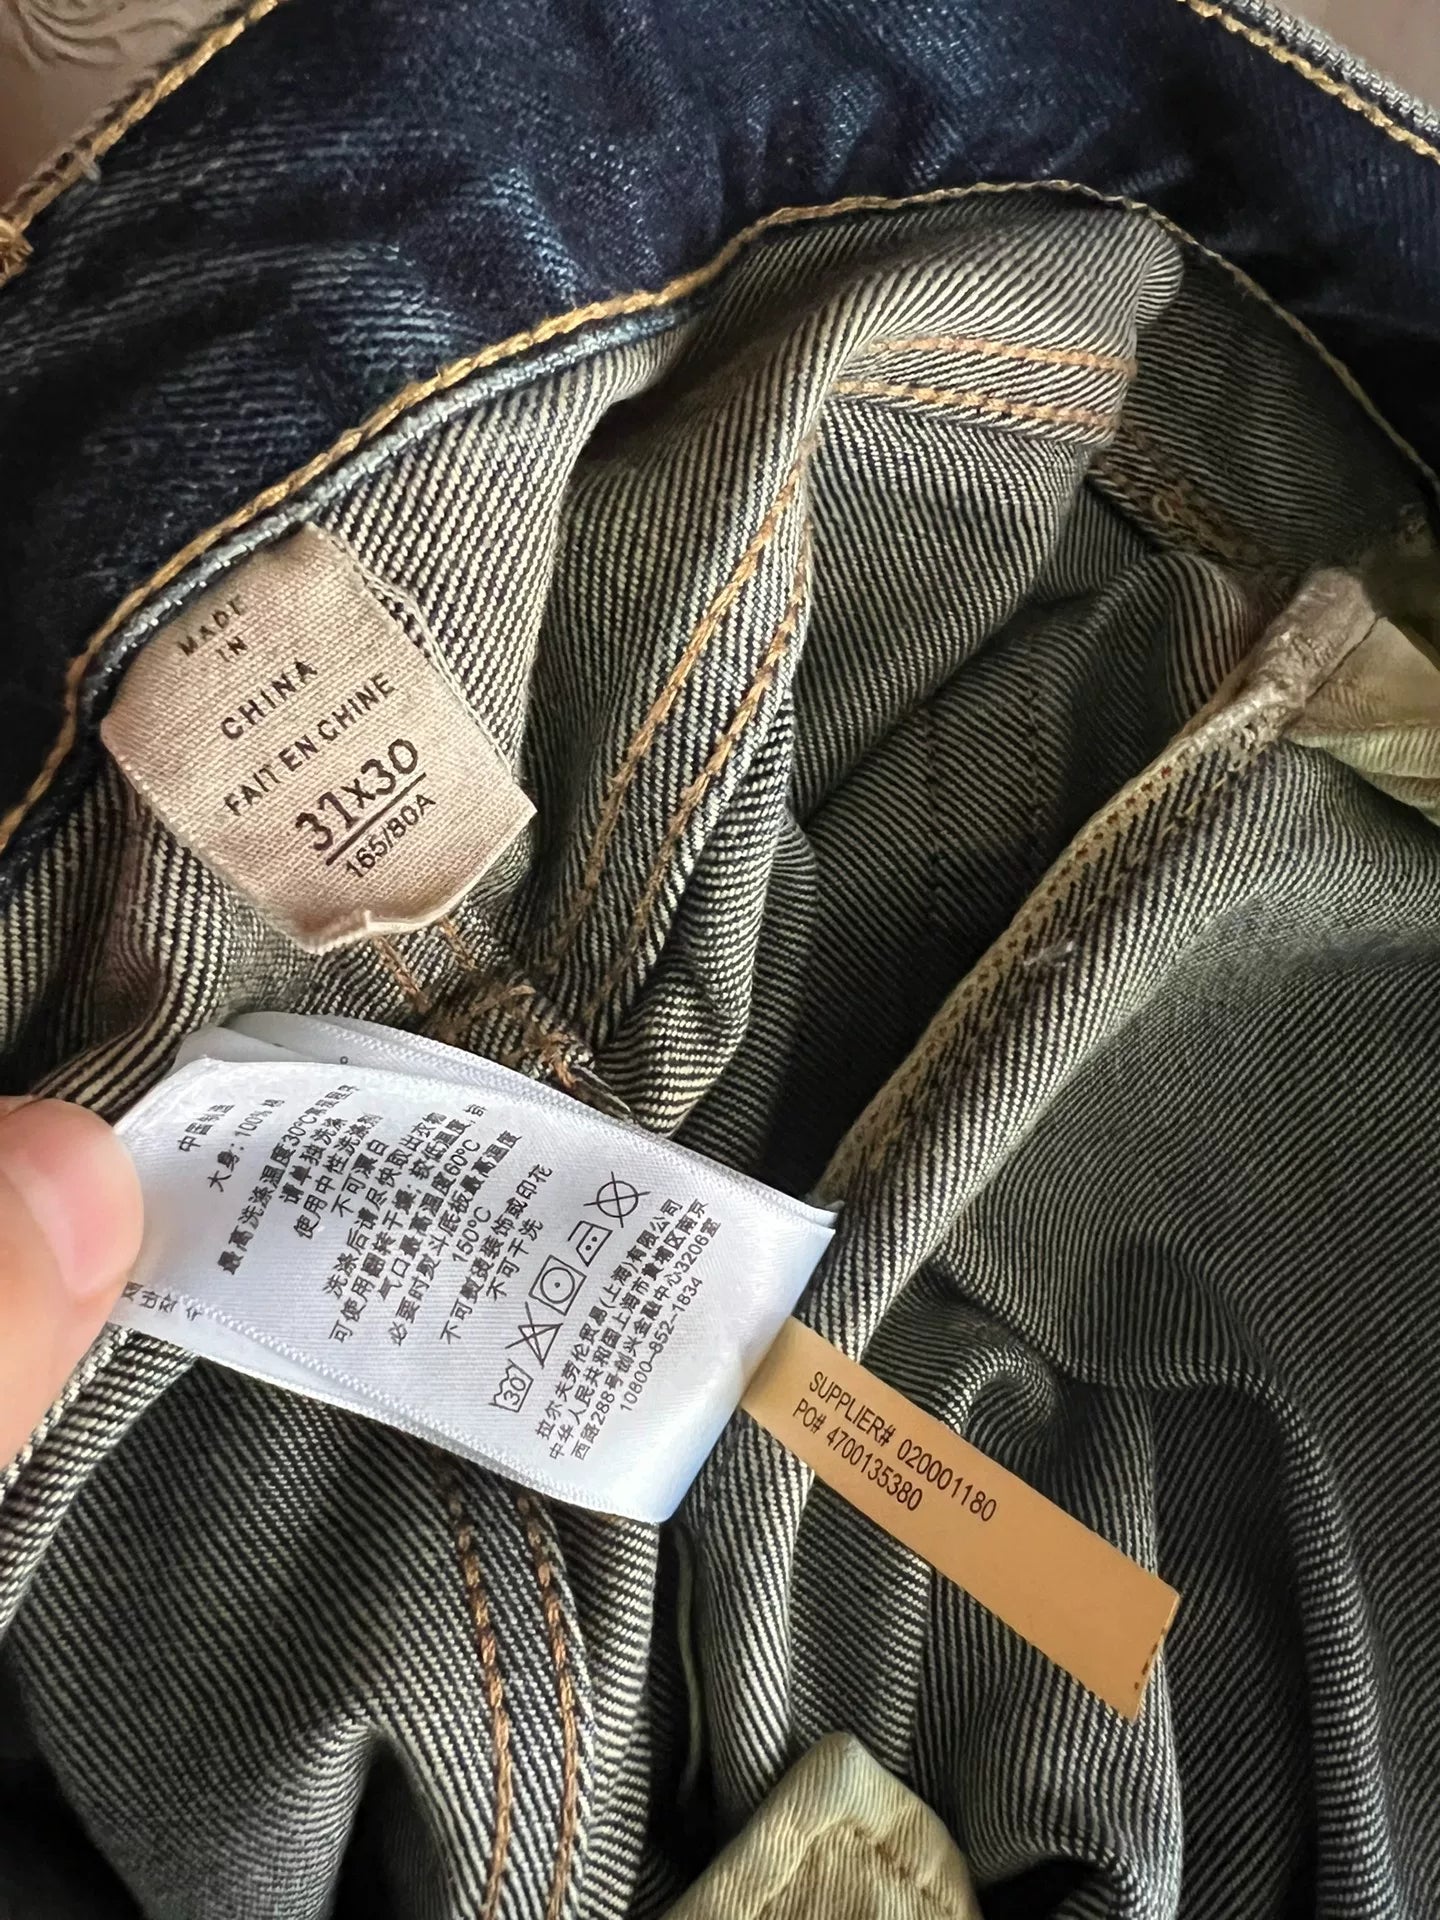 MADE
IN
CHINA
FAIT EN CHINE
31X30
165/80A
中国制造
大身: 100% 棉
最高洗涤温度30℃常规程序
请单独洗涤
使用中性洗涤剂
不可漂白
洗涤后请尽快取出衣物
可使用翻转干燥, 较低温度,
气口最高温度60℃
必要时熨斗底板最高温度
150℃
不可熨烫装饰或印花
不可干洗
30
拉尔夫劳伦贸易(上海)有限公司
中华人民共和国上海市黄埔区南京
西路288号创兴金融中心3206室
10800-852-1834
SUPPLIER# 020001180
PO# 4700135380